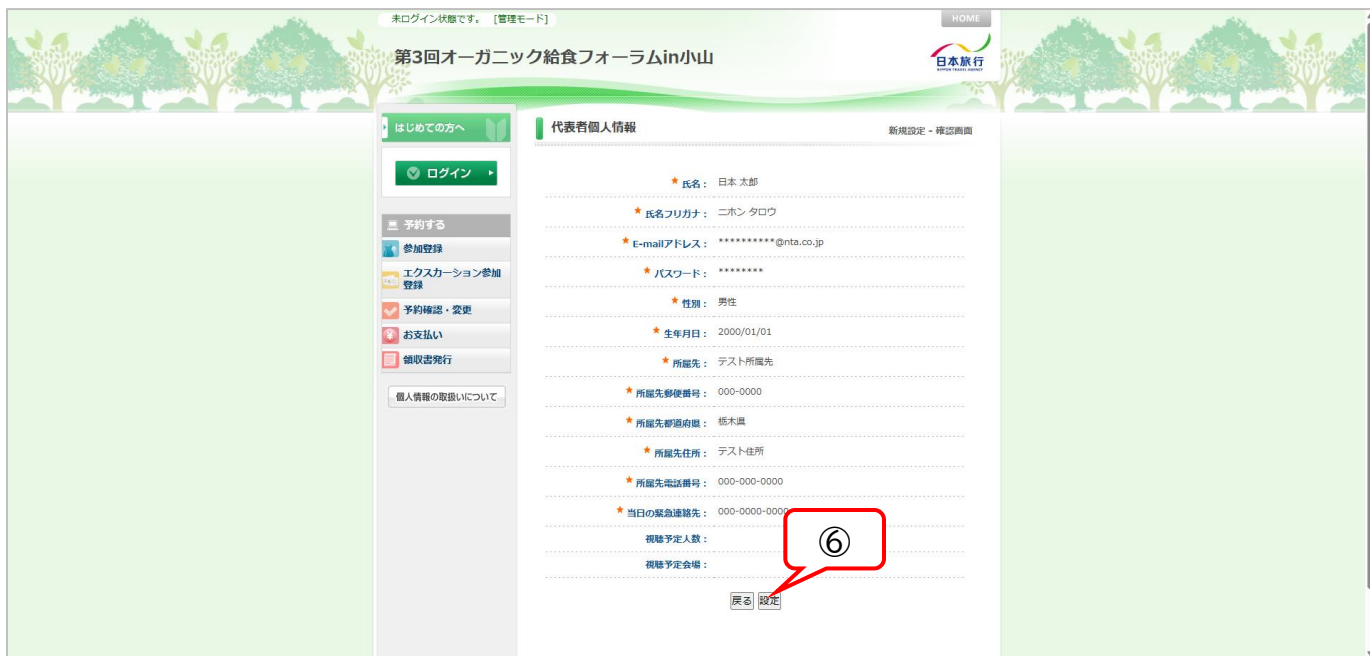 未ログイン状態です。 [管理モード]
HOME
第3回オーガニック給食フォーラムin小山
日本旅行
NIPPON TRAVEL AGENCY
はじめての方へ
ログイン
予約する
参加登録
エクスカーション参加
登録
予約確認・変更
お支払い
領収書発行
個人情報の取扱いについて
代表者個人情報
新規設定 - 確認画面
★ 氏名： 日本 太郎
★ 氏名フリガナ： ニホン タロウ
★ E-mailアドレス： **********@nta.co.jp
★ パスワード： ********
★ 性別： 男性
★ 生年月日： 2000/01/01
★ 所属先： テスト所属先
★ 所属先郵便番号： 000-0000
★ 所属先都道府県： 栃木県
★ 所属先住所： テスト住所
★ 所属先電話番号： 000-000-0000
★ 当日の緊急連絡先： 000-0000-0000
視聴予定人数：
視聴予定会場：
⑥
戻る 設定